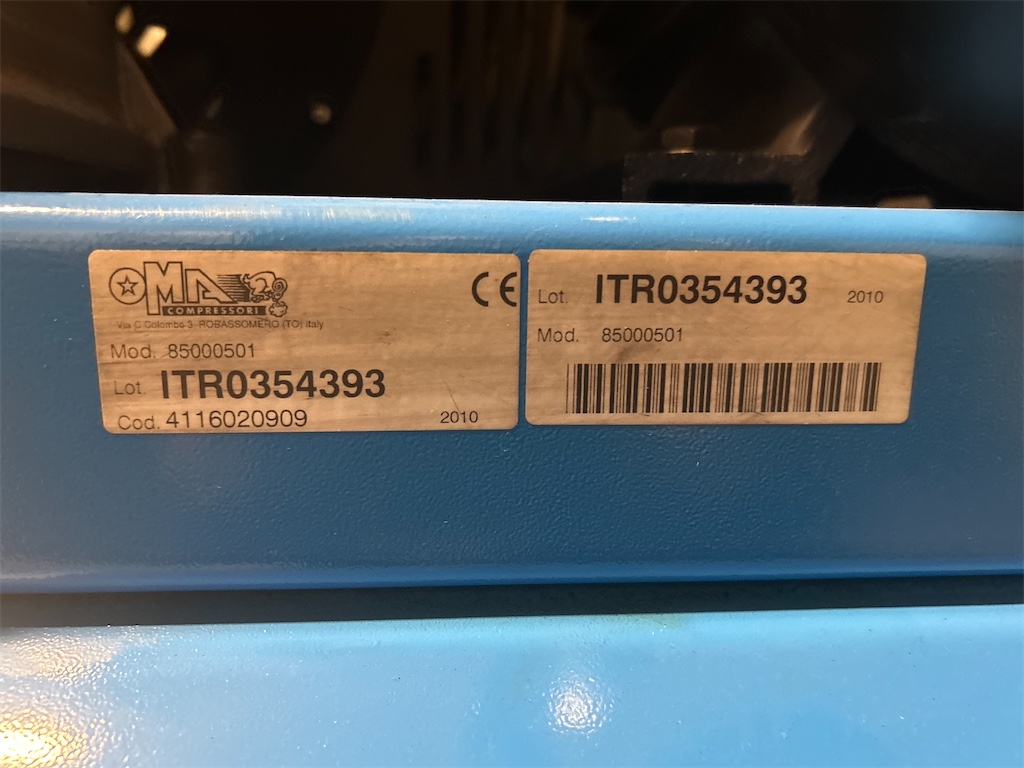 OMA
COMPRESSORI
CE
Via C.Colombo 3 ROBASSOMERO (TO) Italy
Mod. 85000501
Lot. ITR0354393
Cod. 4116020909
2010
Lot. ITR0354393 2010
Mod. 85000501